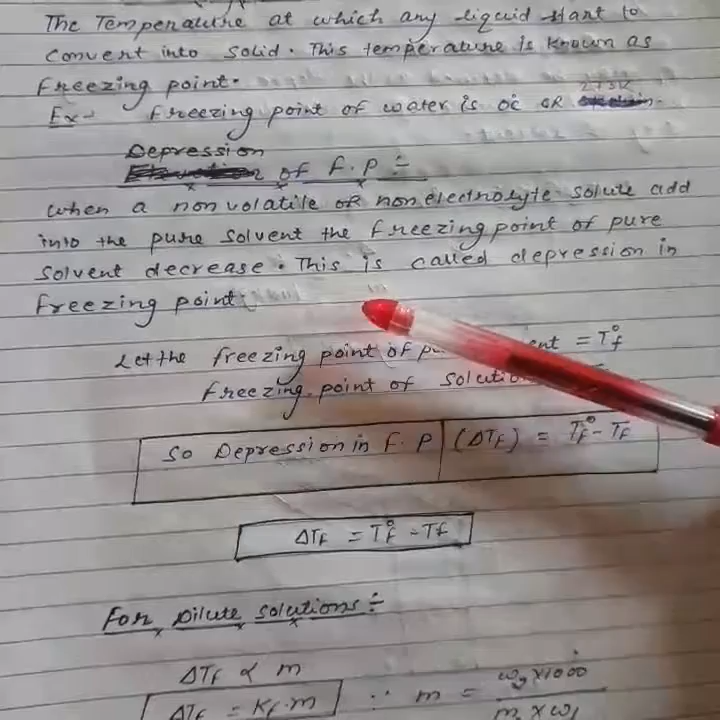 The Temperature at which any liquid start to
convert into solid. This temperature is known as
freezing point.
Ex- freezing point of water is 0°c OR 273K
Depression
of f.p :-
when a non volatile OR non electrolyte solute add
into the pure solvent the freezing point of pure
solvent decrease. This is called depression in
freezing point.
Let the freezing point of = T°f
freezing point of
So Depression in f.p (ΔTf) = T°f - Tf
ΔTf = T°f - Tf
For Dilute solutions :-
ΔTf ∝ m
ΔTf = Kf.m ∵ m = w2 × 1000 / m2 × w1